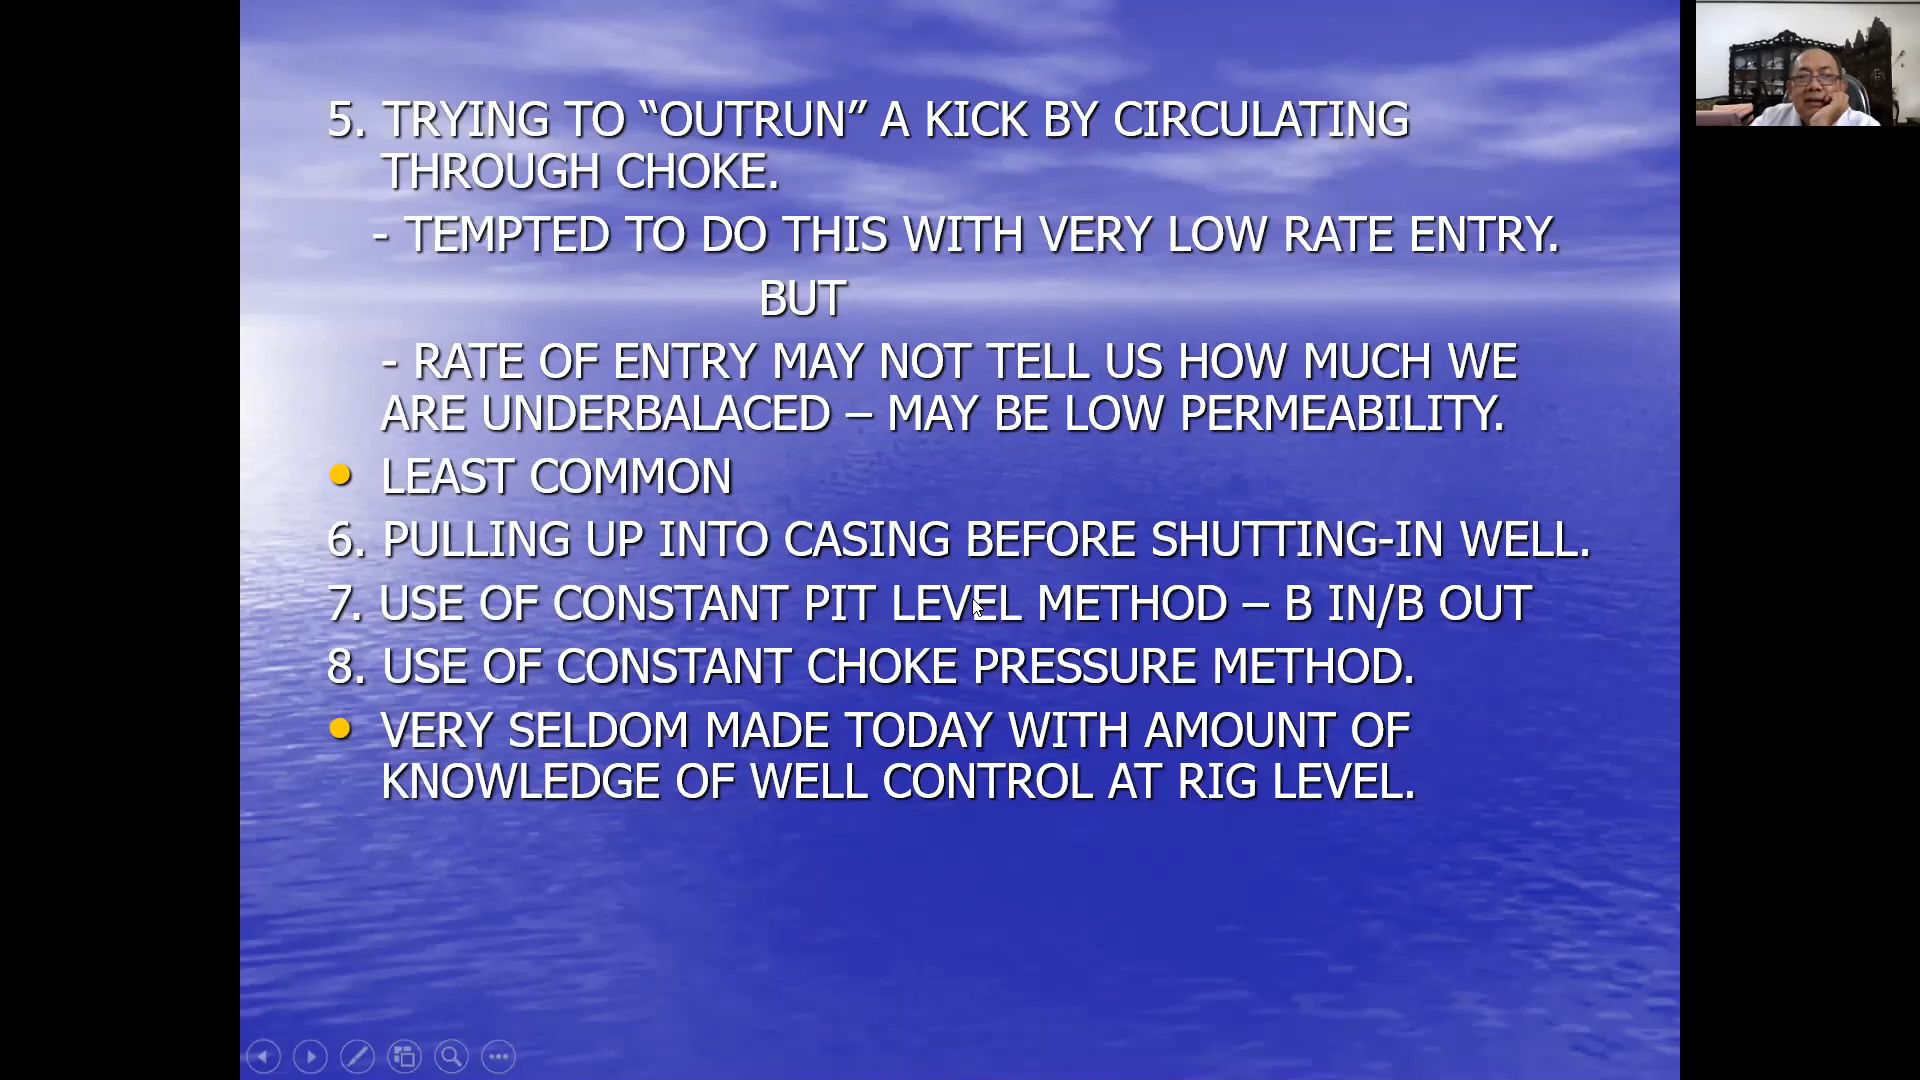 5. TRYING TO “OUTRUN” A KICK BY CIRCULATING
THROUGH CHOKE.
- TEMPTED TO DO THIS WITH VERY LOW RATE ENTRY.
BUT
- RATE OF ENTRY MAY NOT TELL US HOW MUCH WE
ARE UNDERBALACED – MAY BE LOW PERMEABILITY.
• LEAST COMMON
6. PULLING UP INTO CASING BEFORE SHUTTING-IN WELL.
7. USE OF CONSTANT PIT LEVEL METHOD – B IN/B OUT
8. USE OF CONSTANT CHOKE PRESSURE METHOD.
• VERY SELDOM MADE TODAY WITH AMOUNT OF
KNOWLEDGE OF WELL CONTROL AT RIG LEVEL.